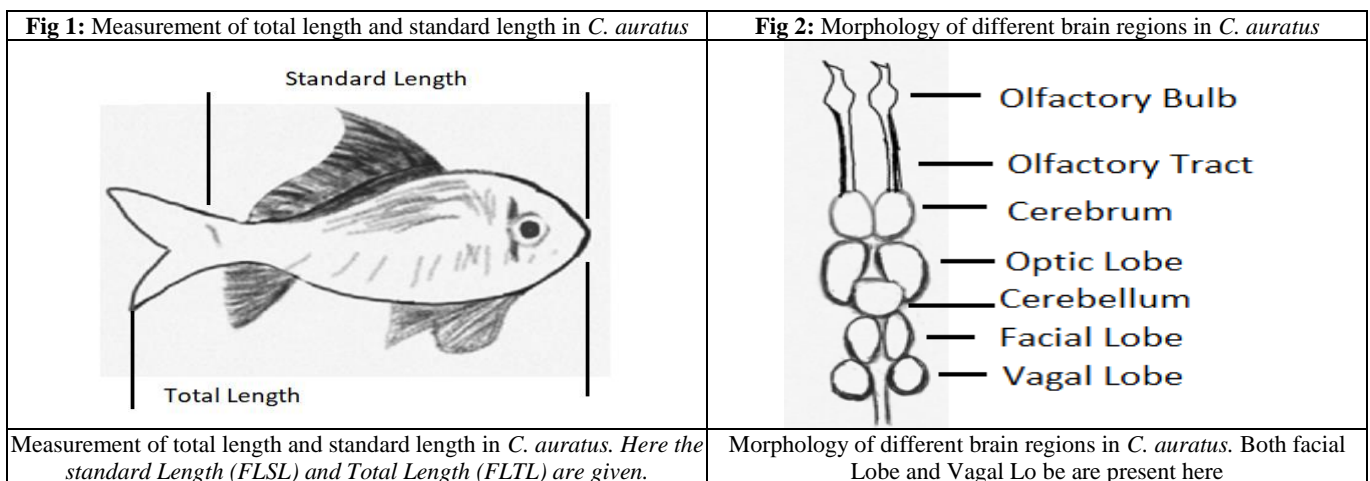 Fig 1: Measurement of total length and standard length in C. auratus
Standard Length
Total Length
Measurement of total length and standard length in C. auratus. Here the
standard Length (FLSL) and Total Length (FLTL) are given.
Fig 2: Morphology of different brain regions in C. auratus
Olfactory Bulb
Olfactory Tract
Cerebrum
Optic Lobe
Cerebellum
Facial Lobe
Vagal Lobe
Morphology of different brain regions in C. auratus. Both facial
Lobe and Vagal Lo be are present here